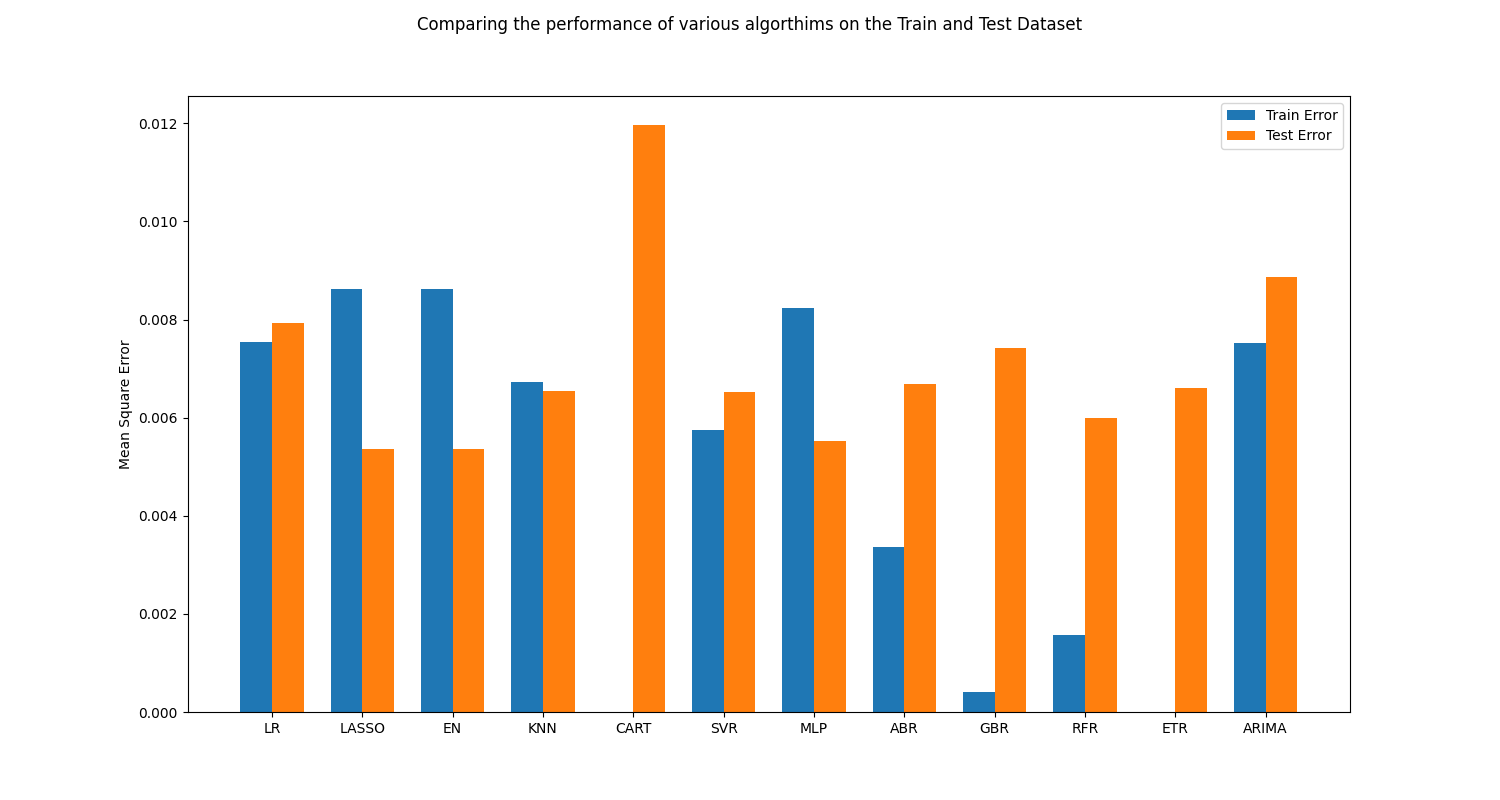 Comparing the performance of various algorthims on the Train and Test Dataset
Train Error
Test Error
Mean Square Error
0.012
0.010
0.008
0.006
0.004
0.002
0.000
LR LASSO EN KNN CART SVR MLP ABR GBR RFR ETR ARIMA